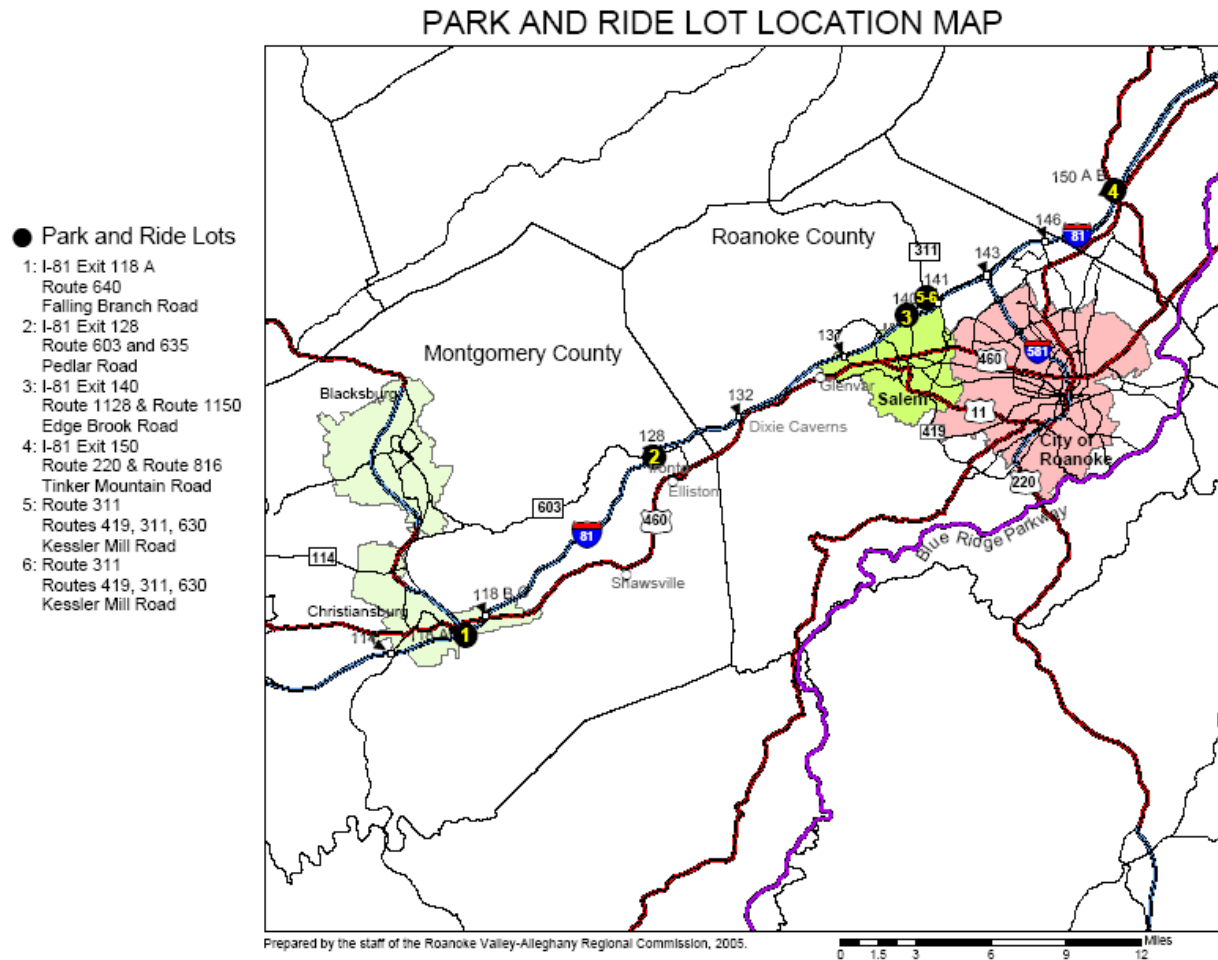 PARK AND RIDE LOT LOCATION MAP
Park and Ride Lots
1: I-81 Exit 118 A
Route 640
Falling Branch Road
2: I-81 Exit 128
Route 603 and 635
Pedlar Road
3: I-81 Exit 140
Route 1128 & Route 1150
Edge Brook Road
4: I-81 Exit 150
Route 220 & Route 816
Tinker Mountain Road
5: Route 311
Routes 419, 311, 630
Kessler Mill Road
6: Route 311
Routes 419, 311, 630
Kessler Mill Road
150 A B
4
146
81
Roanoke County
311
143
141
5-6
140
3
137
Montgomery County
460
581
Glenvar
Blacksburg
Salem
11
132
Dixie Caverns
419
128
2
City of
Roanoke
Elliston
220
603
460
81
Blue Ridge Parkway
114
Shawsville
118 B C
Christiansburg
118 A
1
114
Prepared by the staff of the Roanoke Valley-Alleghany Regional Commission, 2005.
Miles
0 1.5 3 6 9 12